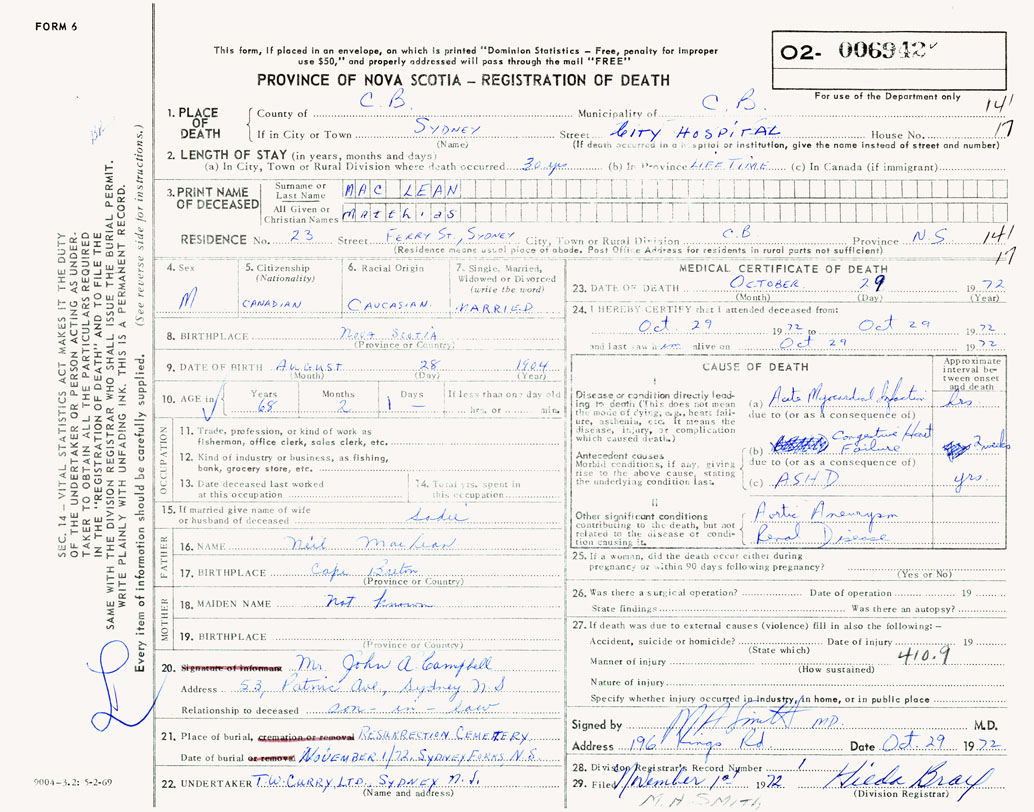 FORM 6
This form, if placed in an envelope, on which is printed "Dominion Statistics – Free, penalty for improper
use $50," and properly addressed will pass through the mail "FREE"
PROVINCE OF NOVA SCOTIA – REGISTRATION OF DEATH
02- 006942
For use of the Department only
141
17
1. PLACE OF DEATH
County of C.B. Municipality of C.B.
If in City or Town SYDNEY Street CITY HOSPITAL House No.
(Name) (If death occurred in a hospital or institution, give the name instead of street and number)
2. LENGTH OF STAY (in years, months and days)
(a) In City, Town or Rural Division where death occurred 30 yrs (b) In Province LIFETIME (c) In Canada (if immigrant)
3. PRINT NAME OF DECEASED
Surname or Last Name MAC LEAN
All Given or Christian Names Matthias
RESIDENCE No. 23 Street FERRY ST., SYDNEY City, Town or Rural Division C.B. Province N.S. 141
(Residence means usual place of abode. Post Office Address for residents in rural parts not sufficient)
17
4. Sex M
5. Citizenship (Nationality) CANADIAN
6. Racial Origin CAUCASIAN
7. Single, Married, Widowed or Divorced (write the word) MARRIED
8. BIRTHPLACE NOVA SCOTIA
(Province or Country)
9. DATE OF BIRTH AUGUST 28 1904
(Month) (Day) (Year)
10. AGE in Years 68 Months 2 Days 1 If less than one day old
hrs. or min.
OCCUPATION
11. Trade, profession, or kind of work as
fisherman, office clerk, sales clerk, etc.
12. Kind of industry or business, as fishing,
bank, grocery store, etc.
13. Date deceased last worked
at this occupation
14. Total yrs. spent in
this occupation
15. If married give name of wife
or husband of deceased Sadie
FATHER
16. NAME Neil MacLean
17. BIRTHPLACE Cape Breton
(Province or Country)
MOTHER
18. MAIDEN NAME Not known
19. BIRTHPLACE
(Province or Country)
20. Signature of informant Mr. John A Campbell
Address 53, Ave, Sydney N S
Relationship to deceased son - in - law
21. Place of burial, cremation or removal RESURRECTION CEMETERY
Date of burial or removal NOVEMBER 1/72, SYDNEY FORKS, N.S.
22. UNDERTAKER T.W. CURRY LTD., SYDNEY N.S.
(Name and address)
MEDICAL CERTIFICATE OF DEATH
23. DATE OF DEATH OCTOBER 29 1972
(Month) (Day) (Year)
24. I HEREBY CERTIFY that I attended deceased from:
Oct 29 1972 to Oct 29 1972
and last saw him alive on Oct 29 1972
CAUSE OF DEATH
Approximate
interval be-
tween onset
and death
I
Disease or condition directly lead-
ing to death (This does not mean
the mode of dying, e.g., heart fail-
ure, asthenia, etc. It means the
disease, injury, or complication
which caused death.)
(a) Acute Myocardial Infarction hrs.
due to (or as a consequence of)
Antecedent causes
Morbid conditions, if any, giving
rise to the above cause, stating
the underlying condition last.
(b) Congestive Heart Failure 2 weeks
due to (or as a consequence of)
(c) ASHD yrs.
II
Other significant conditions
contributing to the death, but not
related to the disease or condi-
tion causing it.
Aortic Aneurysm
Renal Disease
25. If a woman, did the death occur either during
pregnancy or within 90 days following pregnancy?
(Yes or No)
26. Was there a surgical operation? Date of operation 19
State findings Was there an autopsy?
27. If death was due to external causes (violence) fill in also the following: –
Accident, suicide or homicide? Date of injury 19
(State which)
Manner of injury 410.9
(How sustained)
Nature of injury
Specify whether injury occurred in industry, in home, or in public place
Signed by M A Smith MD. M.D.
Address 196 Kings Rd Date Oct 29 1972
28. Division Registrar's Record Number
29. Filed November 1st 1972 Hilda Bray
(Division Registrar)
M. A. SMITH
SEC. 14 – VITAL STATISTICS ACT MAKES IT THE DUTY
OF THE UNDERTAKER OR PERSON ACTING AS UNDER-
TAKER TO OBTAIN ALL THE PARTICULARS REQUIRED
IN THE "REGISTRATION OF DEATH" AND TO FILE THE
SAME WITH THE DIVISION REGISTRAR WHO SHALL ISSUE THE BURIAL PERMIT.
WRITE PLAINLY WITH UNFADING INK. THIS IS A PERMANENT RECORD.
Every item of information should be carefully supplied. (See reverse side for instructions.)
9004-3.2: 5-2-69